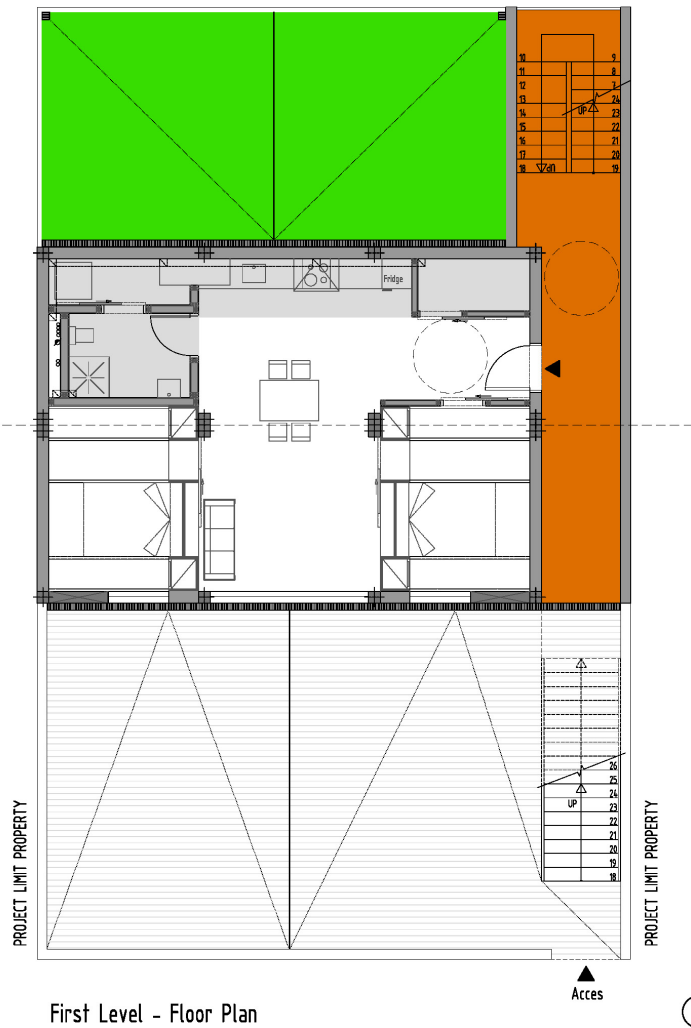 10 9
11 8
12 7
13 24
14 UP 23
15 22
16 21
17 20
18 UP 19
Fridge
26
25
24
UP 23
22
21
20
19
18
PROJECT LIMIT PROPERTY
PROJECT LIMIT PROPERTY
Acces
First Level - Floor Plan